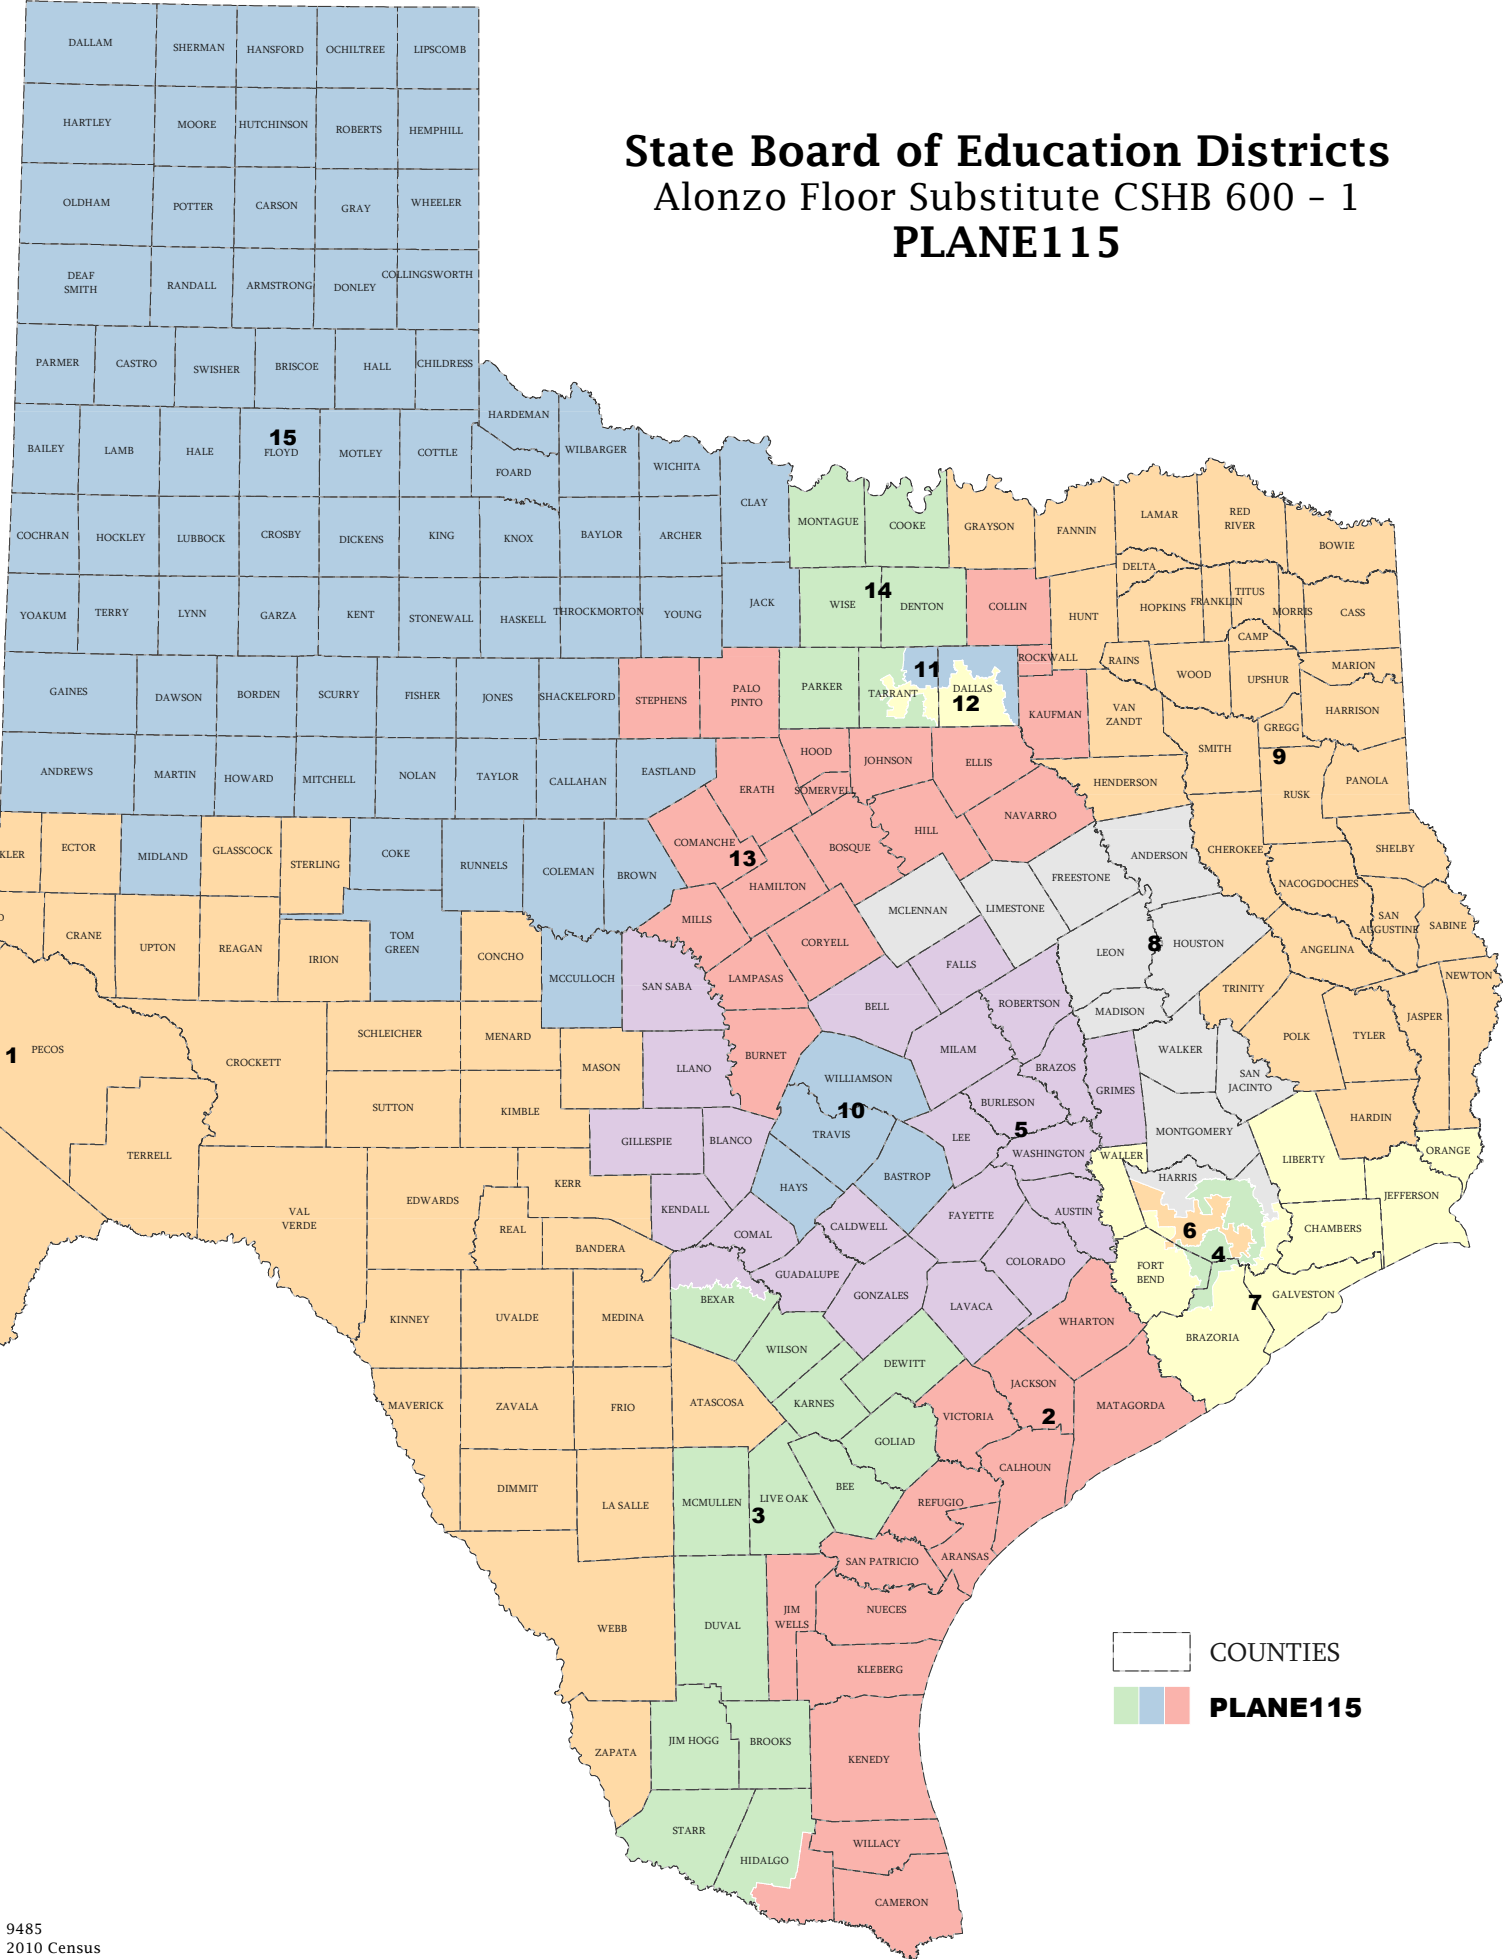 State Board of Education Districts
Alonzo Floor Substitute CSHB 600 – 1
PLANE115
DALLAM
SHERMAN
HANSFORD
OCHILTREE
LIPSCOMB
HARTLEY
MOORE
HUTCHINSON
ROBERTS
HEMPHILL
OLDHAM
POTTER
CARSON
GRAY
WHEELER
DEAF
SMITH
RANDALL
ARMSTRONG
DONLEY
COLLINGSWORTH
PARMER
CASTRO
SWISHER
BRISCOE
HALL
CHILDRESS
HARDEMAN
BAILEY
LAMB
HALE
15
FLOYD
MOTLEY
COTTLE
FOARD
WILBARGER
WICHITA
CLAY
MONTAGUE
COOKE
GRAYSON
FANNIN
LAMAR
RED
RIVER
BOWIE
COCHRAN
HOCKLEY
LUBBOCK
CROSBY
DICKENS
KING
KNOX
BAYLOR
ARCHER
DELTA
YOAKUM
TERRY
LYNN
GARZA
KENT
STONEWALL
HASKELL
THROCKMORTON
YOUNG
JACK
WISE
14
DENTON
COLLIN
HUNT
HOPKINS
FRANKLIN
TITUS
MORRIS
CASS
CAMP
GAINES
DAWSON
BORDEN
SCURRY
FISHER
JONES
SHACKELFORD
STEPHENS
PALO
PINTO
PARKER
TARRANT
11
DALLAS
12
ROCKWALL
KAUFMAN
RAINS
WOOD
UPSHUR
MARION
VAN
ZANDT
HARRISON
GREGG
ANDREWS
MARTIN
HOWARD
MITCHELL
NOLAN
TAYLOR
CALLAHAN
EASTLAND
ERATH
HOOD
SOMERVELL
JOHNSON
ELLIS
HENDERSON
SMITH
9
RUSK
PANOLA
KLER
ECTOR
MIDLAND
GLASSCOCK
STERLING
COKE
RUNNELS
COLEMAN
BROWN
COMANCHE
13
HAMILTON
BOSQUE
HILL
NAVARRO
FREESTONE
ANDERSON
CHEROKEE
NACOGDOCHES
SHELBY
CRANE
UPTON
REAGAN
IRION
TOM
GREEN
CONCHO
MCCULLOCH
SAN SABA
MILLS
LAMPASAS
CORYELL
MCLENNAN
LIMESTONE
LEON
8
HOUSTON
ANGELINA
SAN
AUGUSTINE
SABINE
NEWTON
FALLS
BELL
ROBERTSON
MADISON
TRINITY
POLK
TYLER
JASPER
1
PECOS
CROCKETT
SCHLEICHER
MENARD
MASON
LLANO
BURNET
WILLIAMSON
MILAM
BRAZOS
GRIMES
WALKER
SAN
JACINTO
TERRELL
SUTTON
KIMBLE
GILLESPIE
BLANCO
10
TRAVIS
LEE
BURLESON
5
WASHINGTON
WALLER
MONTGOMERY
HARDIN
LIBERTY
ORANGE
VAL
VERDE
EDWARDS
REAL
KERR
BANDERA
KENDALL
COMAL
HAYS
BASTROP
CALDWELL
FAYETTE
AUSTIN
HARRIS
6
4
CHAMBERS
JEFFERSON
KINNEY
UVALDE
MEDINA
BEXAR
GUADALUPE
GONZALES
LAVACA
COLORADO
FORT
BEND
7
GALVESTON
WHARTON
BRAZORIA
WILSON
DEWITT
MAVERICK
ZAVALA
FRIO
ATASCOSA
KARNES
GOLIAD
VICTORIA
JACKSON
2
MATAGORDA
DIMMIT
LA SALLE
MCMULLEN
LIVE OAK
3
BEE
REFUGIO
CALHOUN
SAN PATRICIO
ARANSAS
WEBB
DUVAL
JIM
WELLS
NUECES
KLEBERG
ZAPATA
JIM HOGG
BROOKS
KENEDY
STARR
HIDALGO
WILLACY
CAMERON
COUNTIES
PLANE115
9485
2010 Census